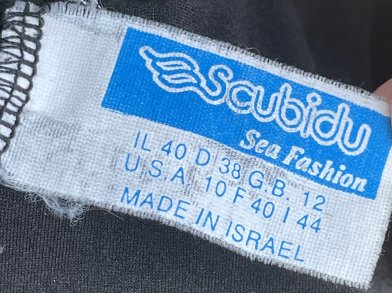 Scubidu
Sea Fashion
IL 40 D 38 G.B. 12
U.S.A. 10 F 40 I 44
MADE IN ISRAEL